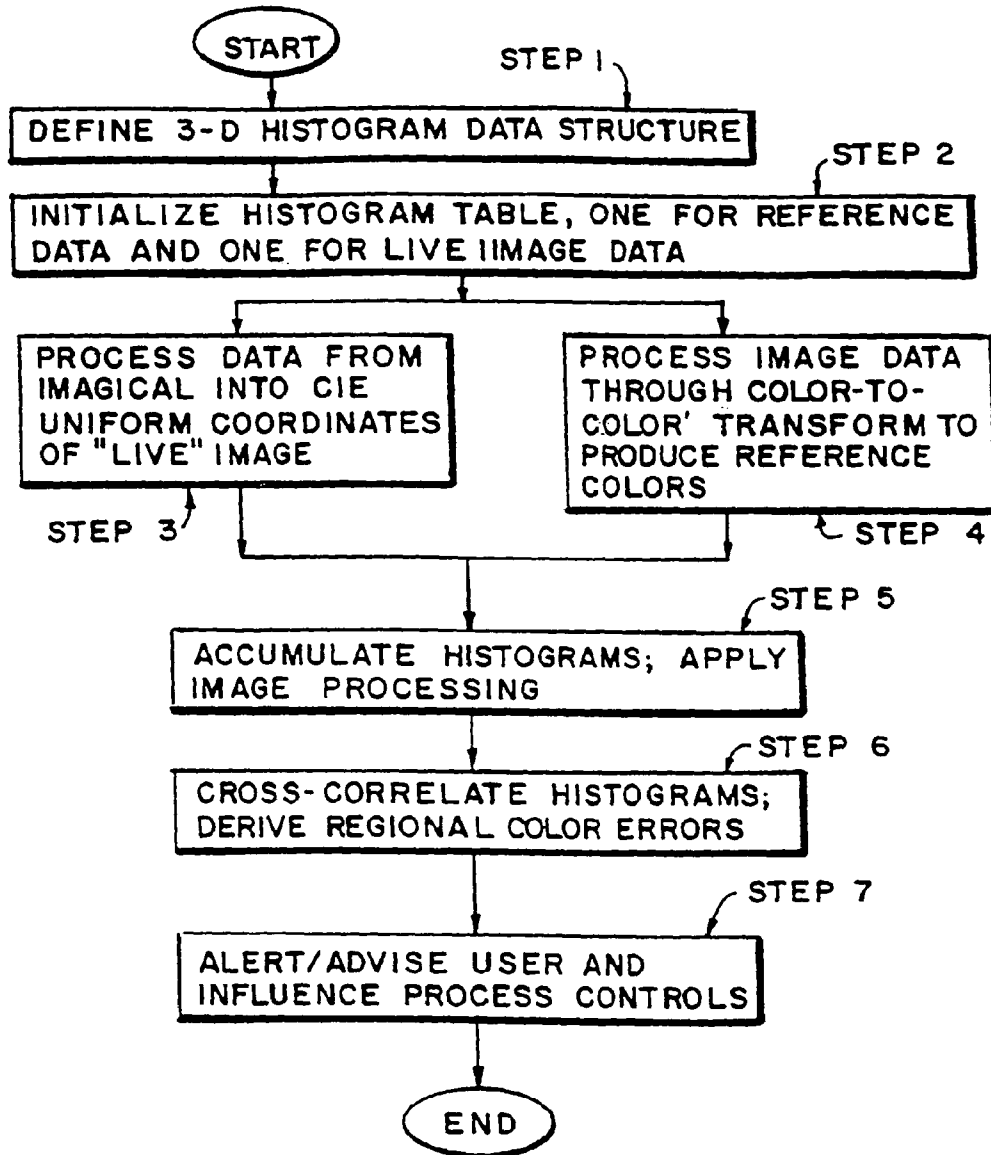 START
STEP 1
DEFINE 3-D HISTOGRAM DATA STRUCTURE
STEP 2
INITIALIZE HISTOGRAM TABLE, ONE FOR REFERENCE
DATA AND ONE FOR LIVE IIMAGE DATA
PROCESS DATA FROM
IMAGICAL INTO CIE
UNIFORM COORDINATES
OF "LIVE" IMAGE
STEP 3
PROCESS IMAGE DATA
THROUGH COLOR-TO-
COLOR' TRANSFORM TO
PRODUCE REFERENCE
COLORS
STEP 4
STEP 5
ACCUMULATE HISTOGRAMS; APPLY
IMAGE PROCESSING
STEP 6
CROSS-CORRELATE HISTOGRAMS;
DERIVE REGIONAL COLOR ERRORS
STEP 7
ALERT/ADVISE USER AND
INFLUENCE PROCESS CONTROLS
END